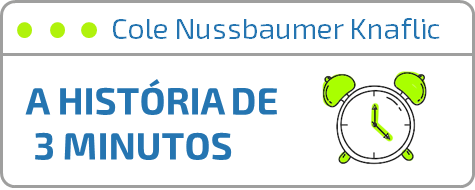 Cole Nussbaumer Knaflic
A HISTÓRIA DE
3 MINUTOS